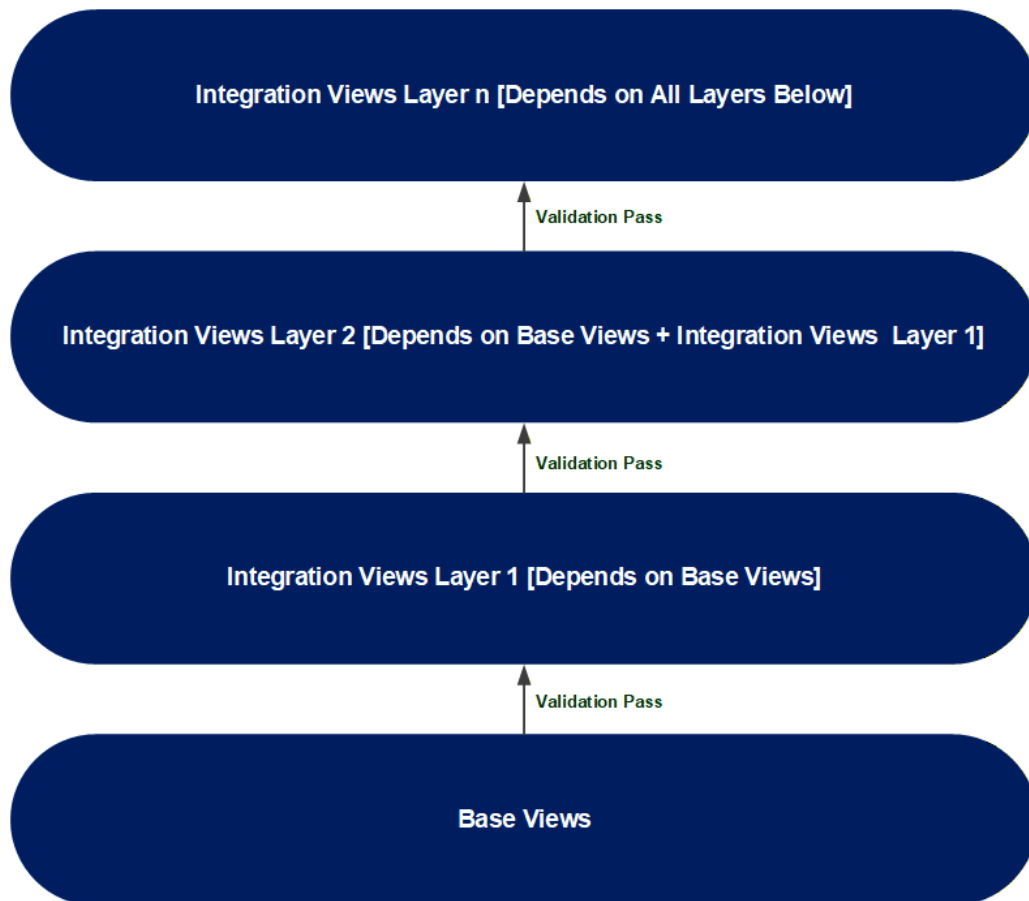 Integration Views Layer n [Depends on All Layers Below]
Validation Pass
Integration Views Layer 2 [Depends on Base Views + Integration Views  Layer 1]
Validation Pass
Integration Views Layer 1 [Depends on Base Views]
Validation Pass
Base Views